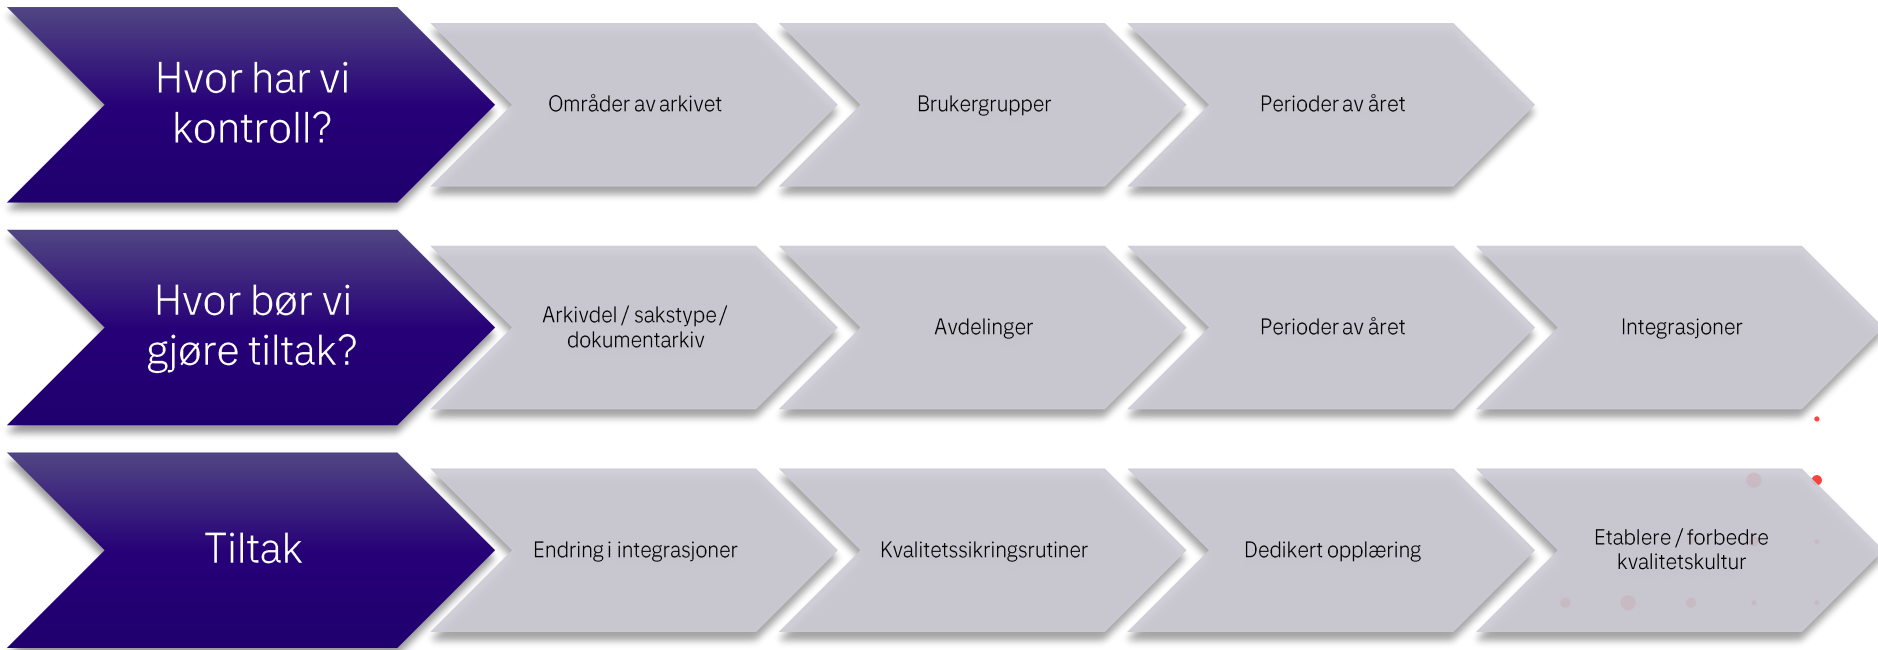 Hvor har vi
kontroll?
Områder av arkivet
Brukergrupper
Perioder av året
Hvor bør vi
gjøre tiltak?
Arkivdel / sakstype /
dokumentarkiv
Avdelinger
Perioder av året
Integrasjoner
Tiltak
Endring i integrasjoner
Kvalitetssikringsrutiner
Dedikert opplæring
Etablere / forbedre
kvalitetskultur